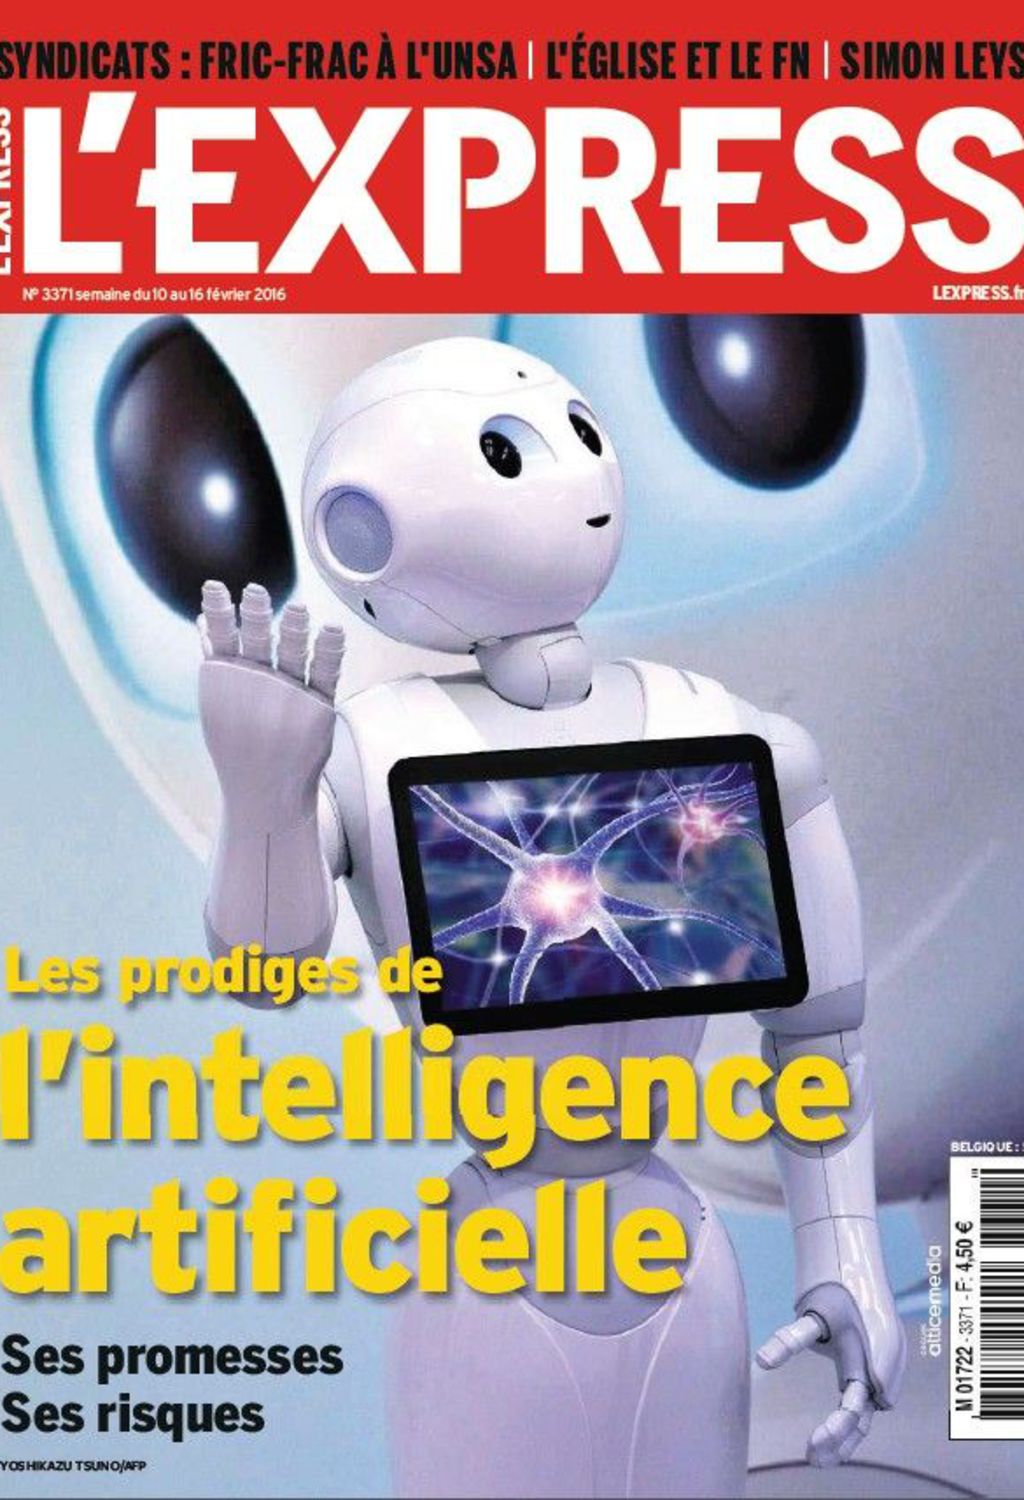 SYNDICATS : FRIC-FRAC À L'UNSA | L'ÉGLISE ET LE FN | SIMON LEYS
L'EXPRESS
L'EXPRESS
N° 3371 semaine du 10 au 16 février 2016
LEXPRESS.fr
Les prodiges de
l'intelligence
artificielle
Ses promesses
Ses risques
YOSHIKAZU TSUNO/AFP
BELGIQUE :
M 01722 - 3371 - F: 4,50 €
alticemedia